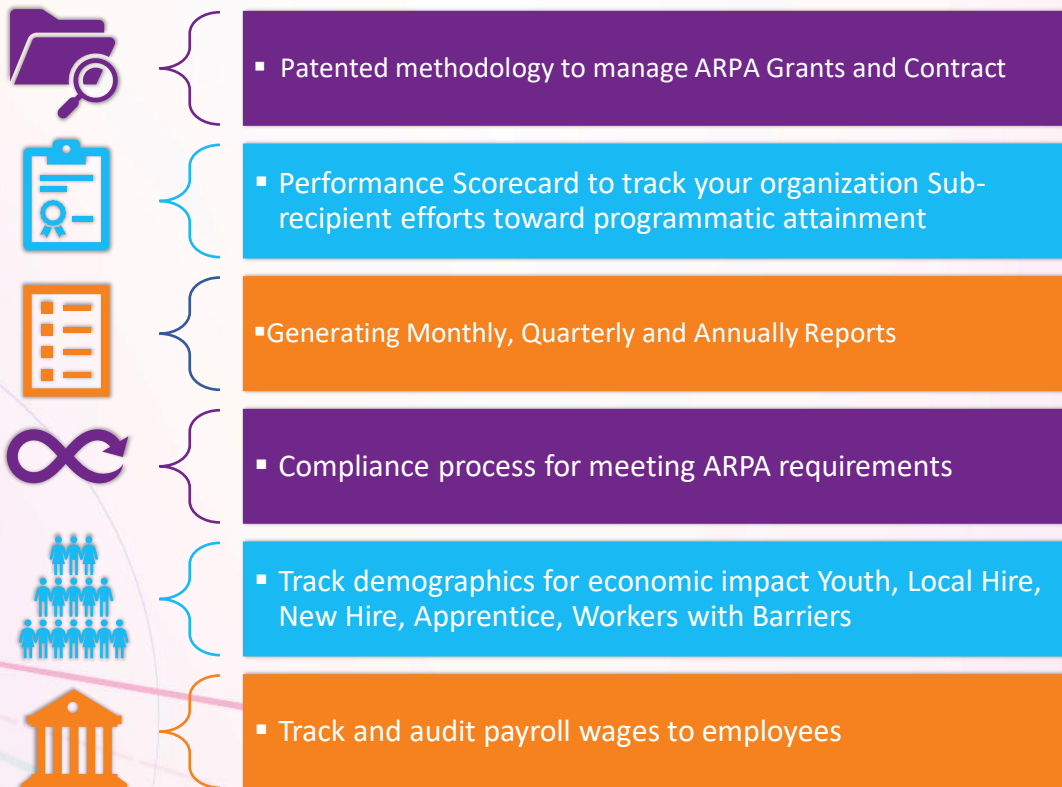 ▪ Patented methodology to manage ARPA Grants and Contract
▪ Performance Scorecard to track your organization Sub-
recipient efforts toward programmatic attainment
▪Generating Monthly, Quarterly and Annually Reports
▪ Compliance process for meeting ARPA requirements
▪ Track demographics for economic impact Youth, Local Hire,
New Hire, Apprentice, Workers with Barriers
▪ Track and audit payroll wages to employees